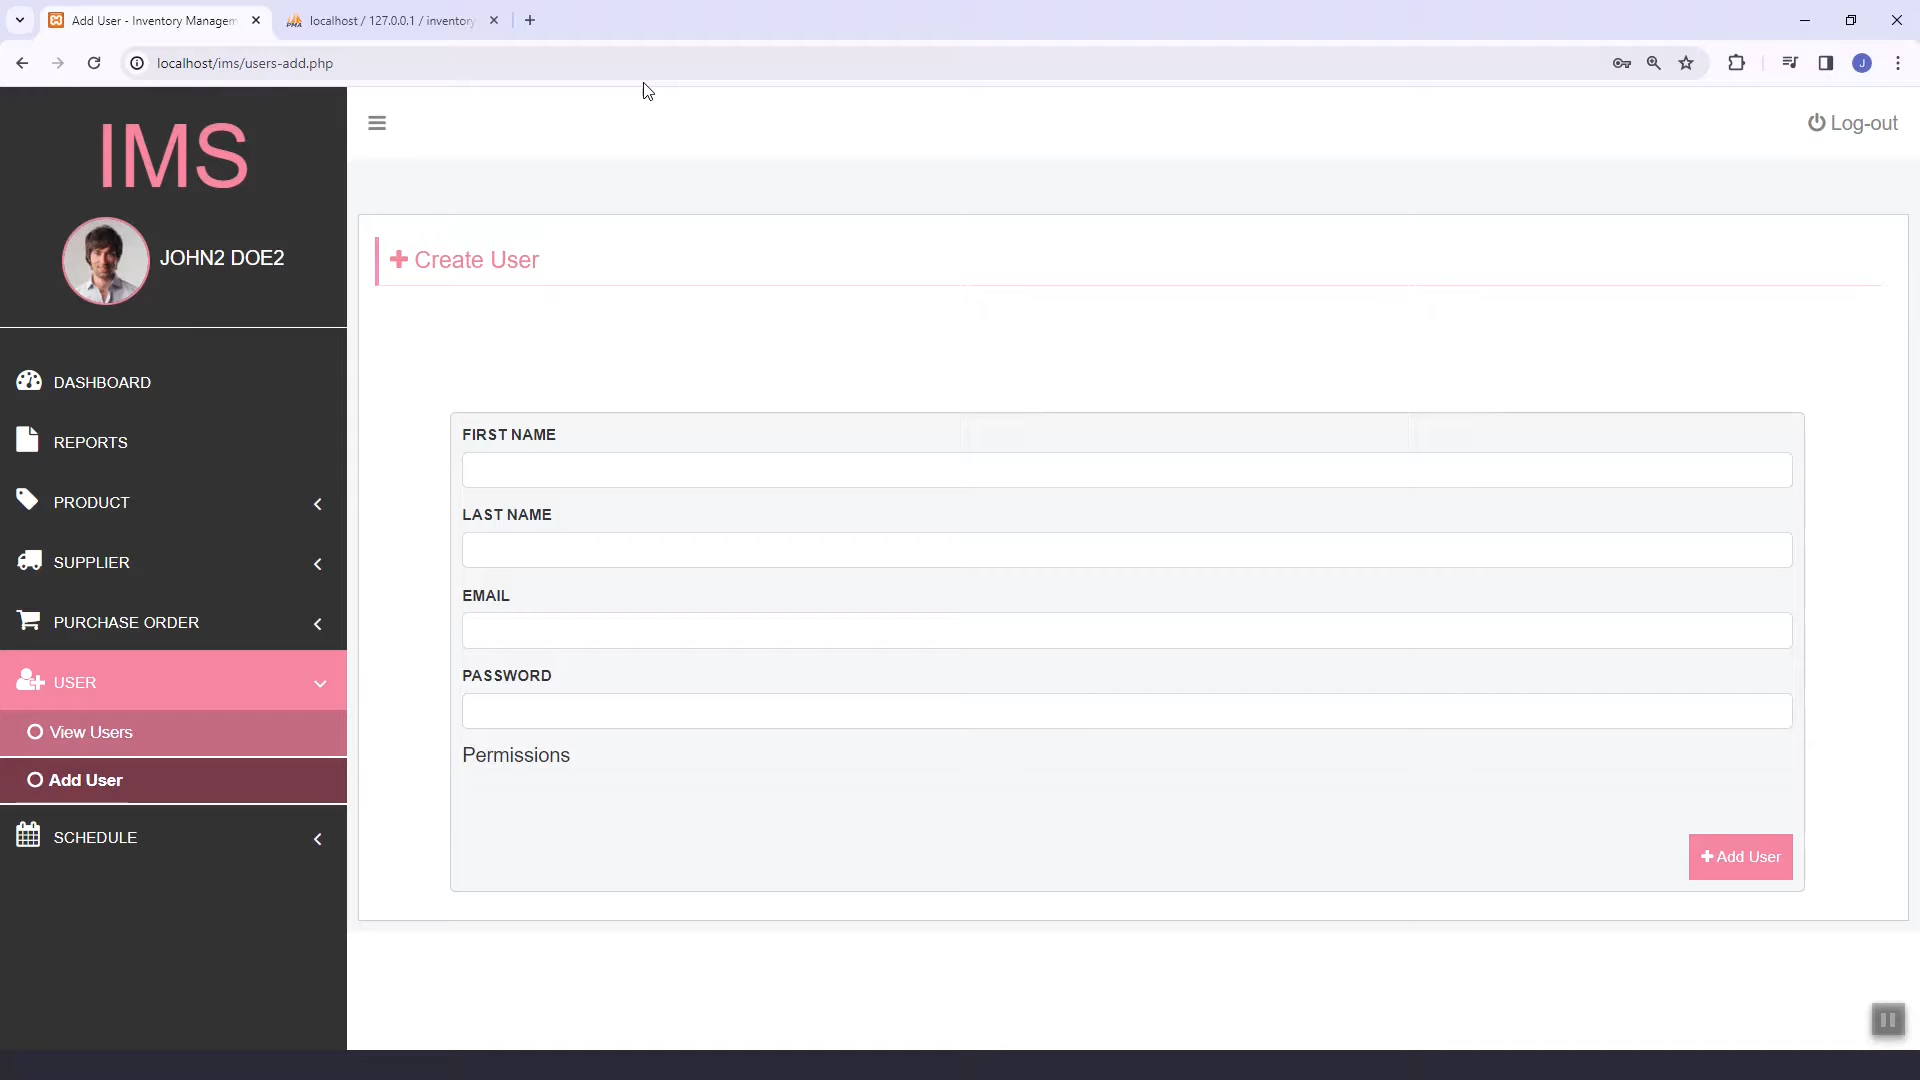 Add User - Inventory Managem
localhost / 127.0.0.1 / inventory
localhost/ims/users-add.php
J
IMS
JOHN2 DOE2
DASHBOARD
REPORTS
PRODUCT
SUPPLIER
PURCHASE ORDER
USER
View Users
Add User
SCHEDULE
Log-out
Create User
FIRST NAME
LAST NAME
EMAIL
PASSWORD
Permissions
Add User